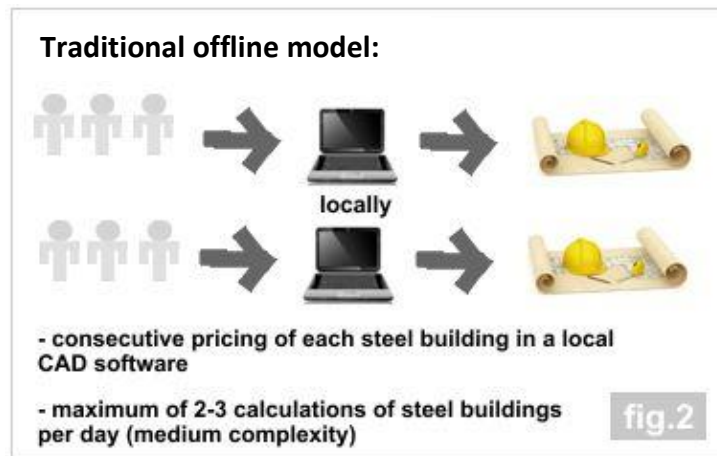 Traditional offline model:
locally
- consecutive pricing of each steel building in a local
CAD software
- maximum of 2-3 calculations of steel buildings
per day (medium complexity)
fig.2